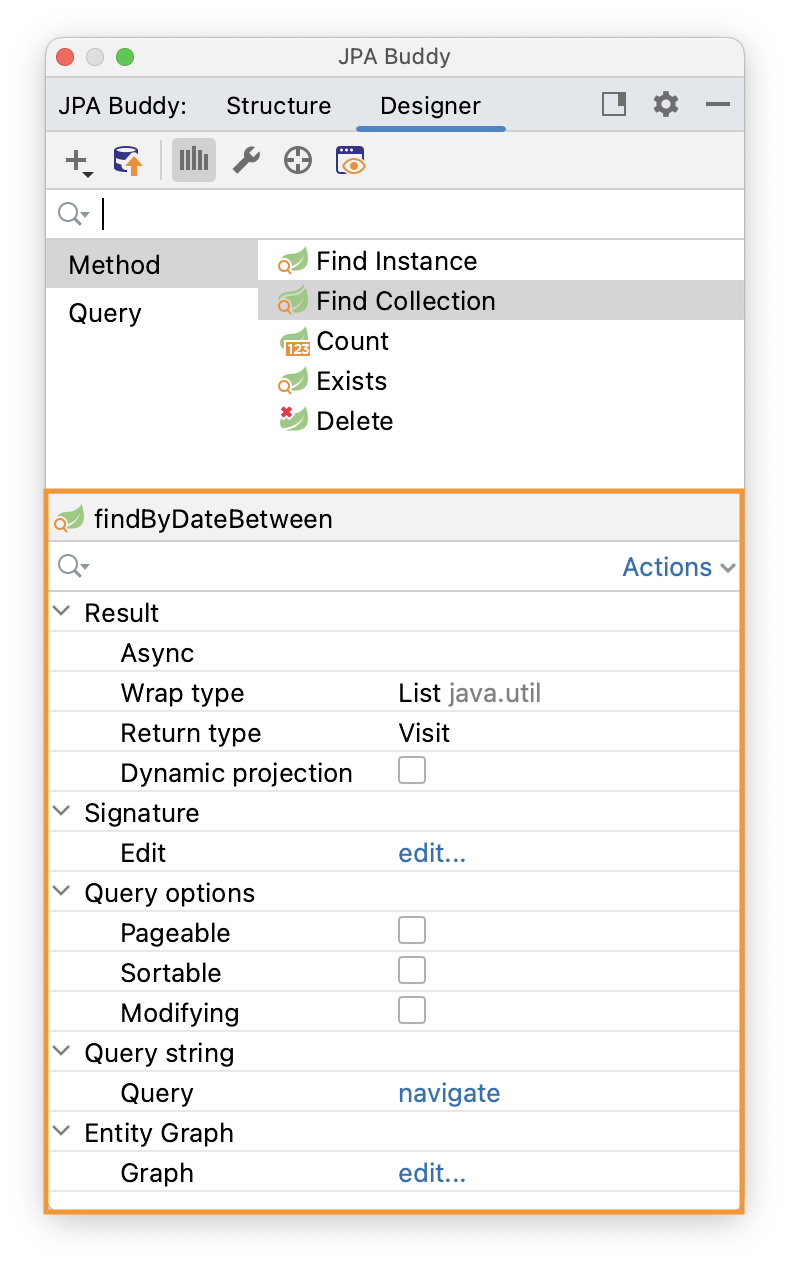 JPA Buddy
JPA Buddy: Structure Designer
Method
Query
Find Instance
Find Collection
123 Count
Exists
Delete
findByDateBetween
Actions
Result
Async
Wrap type List java.util
Return type Visit
Dynamic projection
Signature
Edit edit...
Query options
Pageable
Sortable
Modifying
Query string
Query navigate
Entity Graph
Graph edit...